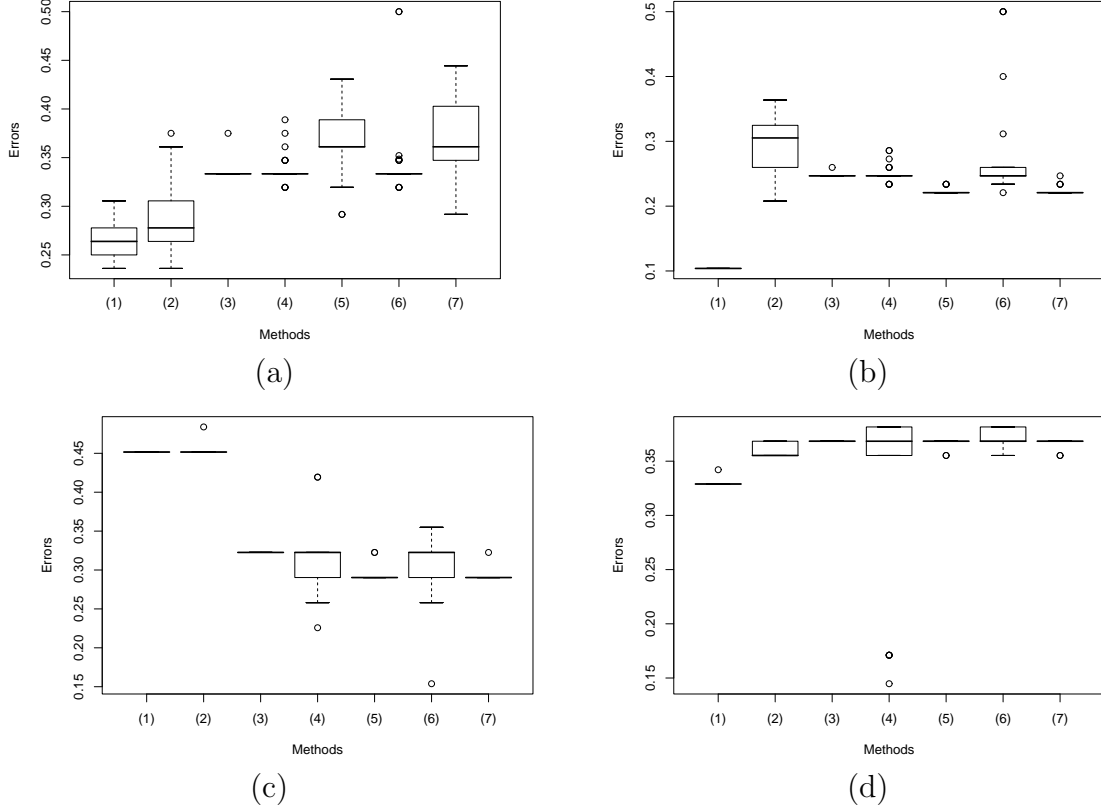 0.50
0.45
0.40
0.35
0.30
0.25
Errors
(1) (2) (3) (4) (5) (6) (7)
Methods
(a)
0.5
0.4
0.3
0.2
0.1
Errors
(1) (2) (3) (4) (5) (6) (7)
Methods
(b)
0.45
0.40
0.35
0.30
0.25
0.20
0.15
Errors
(1) (2) (3) (4) (5) (6) (7)
Methods
(c)
0.35
0.30
0.25
0.20
0.15
Errors
(1) (2) (3) (4) (5) (6) (7)
Methods
(d)